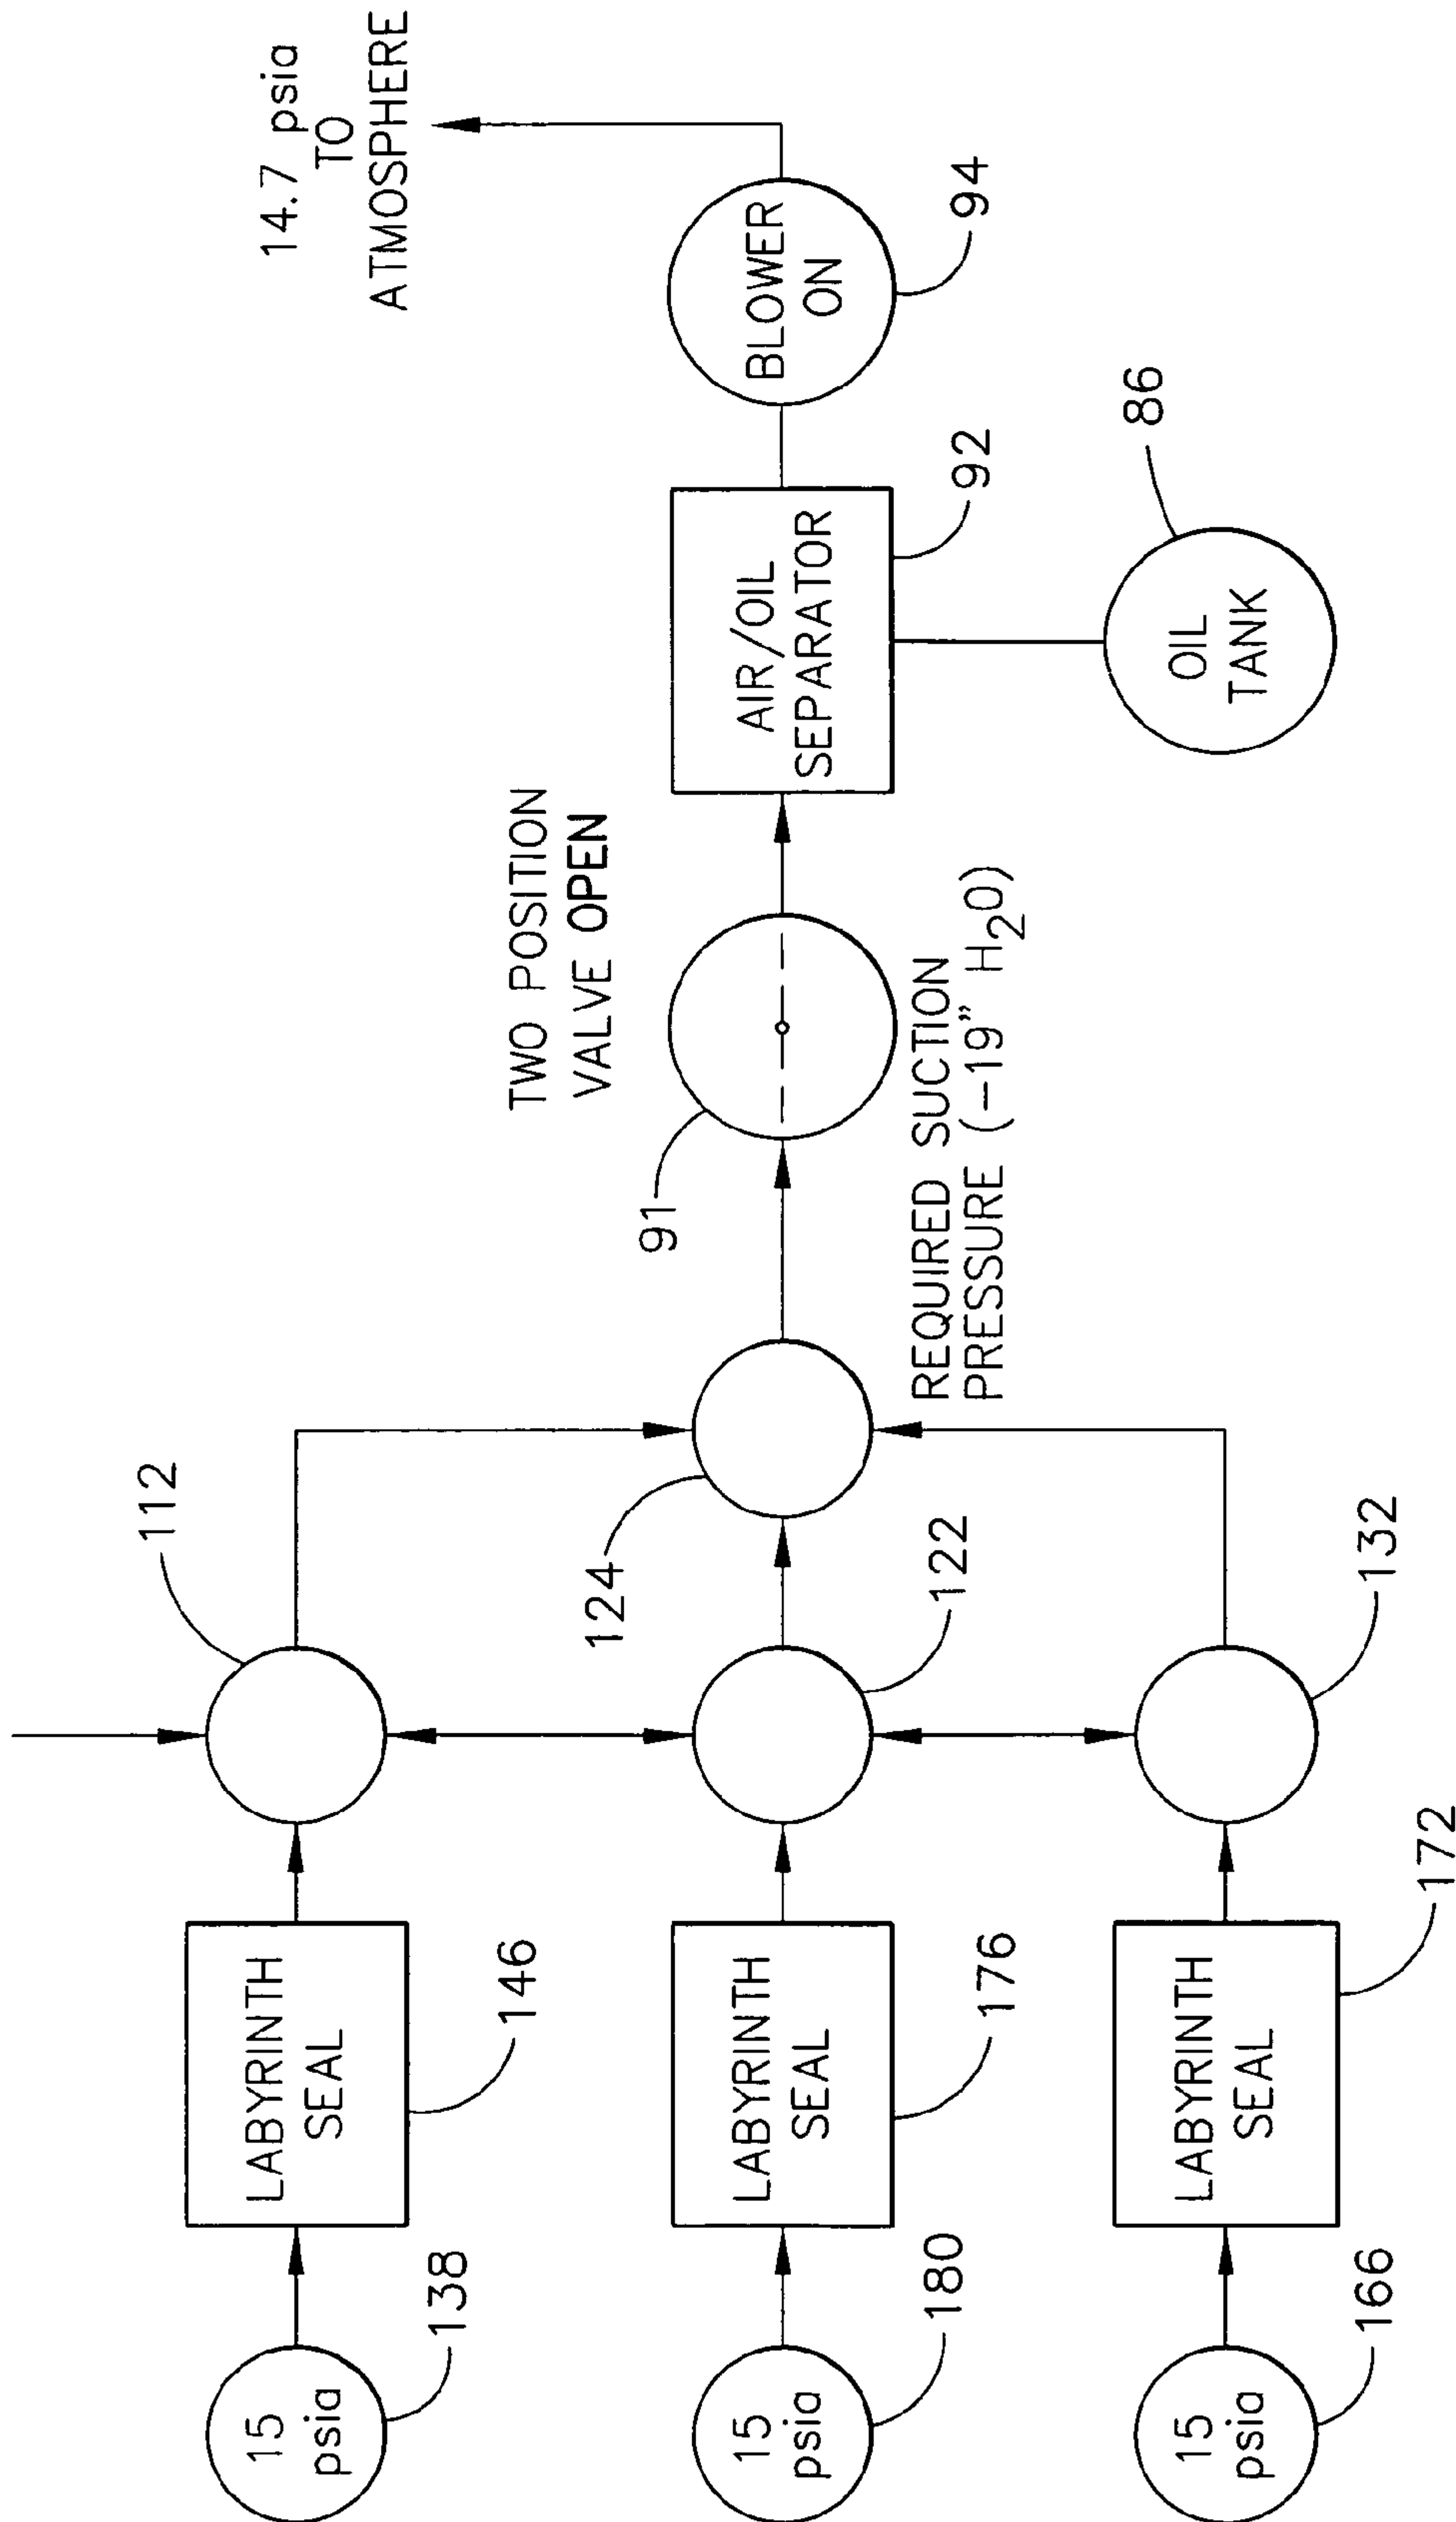 14.7 psia
TO
ATMOSPHERE
BLOWER
ON
94
AIR/OIL
SEPARATOR
92
OIL
TANK
86
TWO POSITION
VALVE OPEN
91
REQUIRED SUCTION
PRESSURE (-19" H20)
112
124
122
132
LABYRINTH
SEAL
146
LABYRINTH
SEAL
176
LABYRINTH
SEAL
172
15
psia
138
15
psia
180
15
psia
166